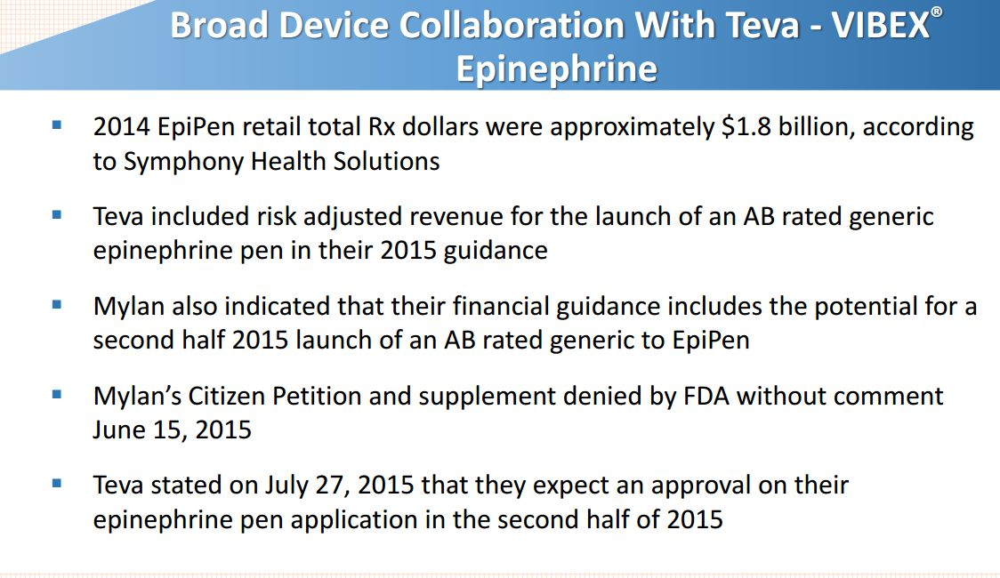 Broad Device Collaboration With Teva - VIBEX®
Epinephrine
▪ 2014 EpiPen retail total Rx dollars were approximately $1.8 billion, according
to Symphony Health Solutions
▪ Teva included risk adjusted revenue for the launch of an AB rated generic
epinephrine pen in their 2015 guidance
▪ Mylan also indicated that their financial guidance includes the potential for a
second half 2015 launch of an AB rated generic to EpiPen
▪ Mylan’s Citizen Petition and supplement denied by FDA without comment
June 15, 2015
▪ Teva stated on July 27, 2015 that they expect an approval on their
epinephrine pen application in the second half of 2015